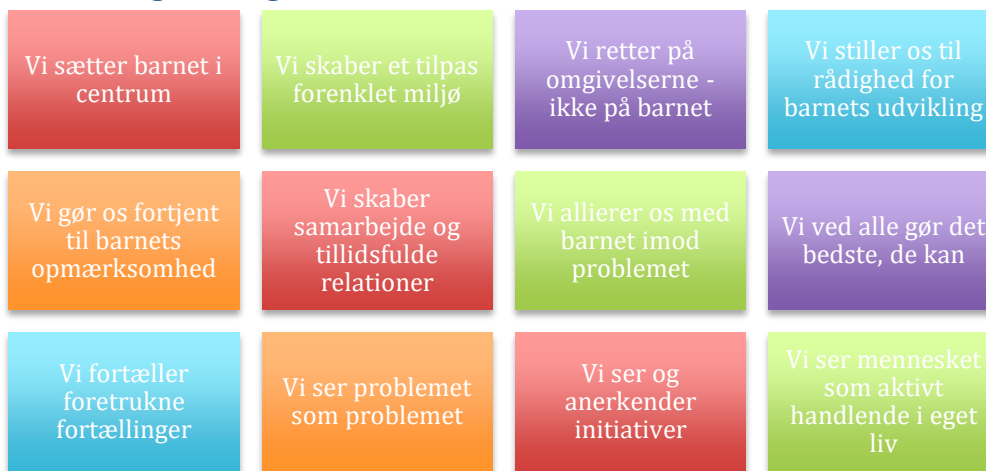 Vi sætter barnet i
centrum
Vi skaber et tilpas
forenklet miljø
Vi retter på
omgivelserne -
ikke på barnet
Vi stiller os til
rådighed for
barnets udvikling
Vi gør os fortjent
til barnets
opmærksomhed
Vi skaber
samarbejde og
tillidsfulde
relationer
Vi allierer os med
barnet imod
problemet
Vi ved alle gør det
bedste, de kan
Vi fortæller
foretrukne
fortællinger
Vi ser problemet
som problemet
Vi ser og
anerkender
initiativer
Vi ser mennesket
som aktivt
handlende i eget
liv